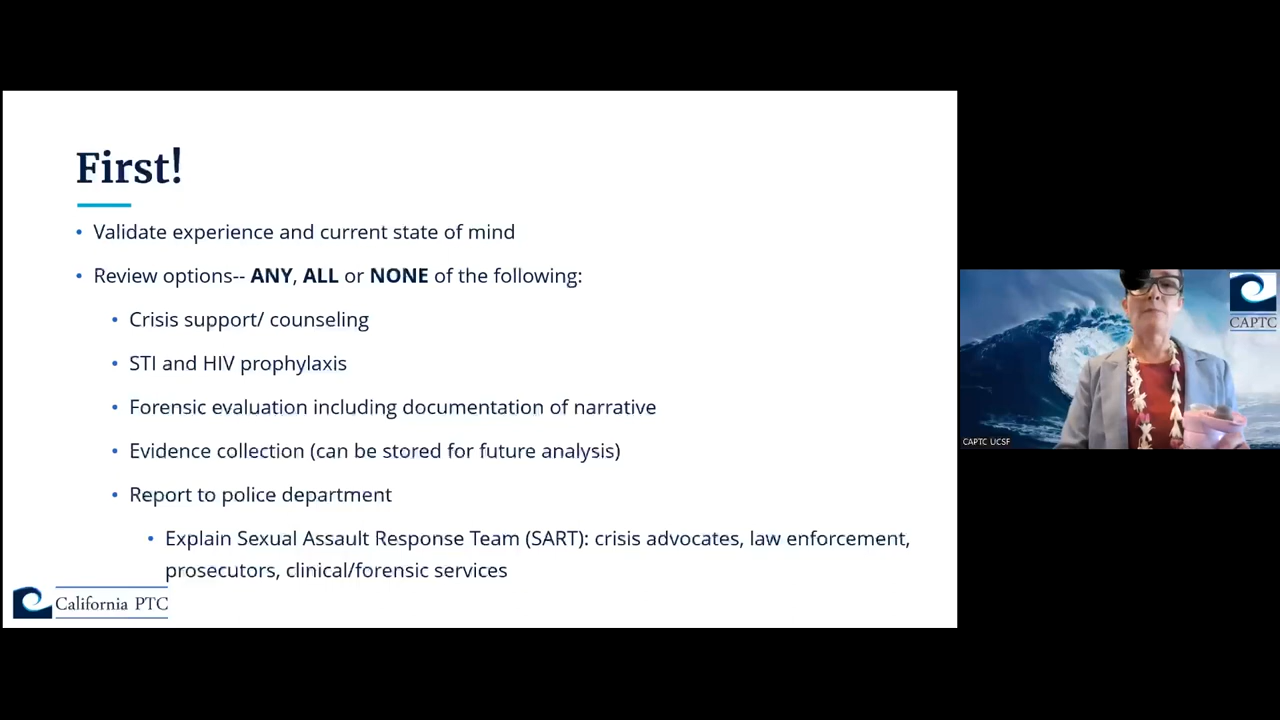 First!
• Validate experience and current state of mind
• Review options-- ANY, ALL or NONE of the following:
• Crisis support/ counseling
• STI and HIV prophylaxis
• Forensic evaluation including documentation of narrative
• Evidence collection (can be stored for future analysis)
• Report to police department
• Explain Sexual Assault Response Team (SART): crisis advocates, law enforcement,
prosecutors, clinical/forensic services
California PTC
CAPTC
CAPTC UCSF